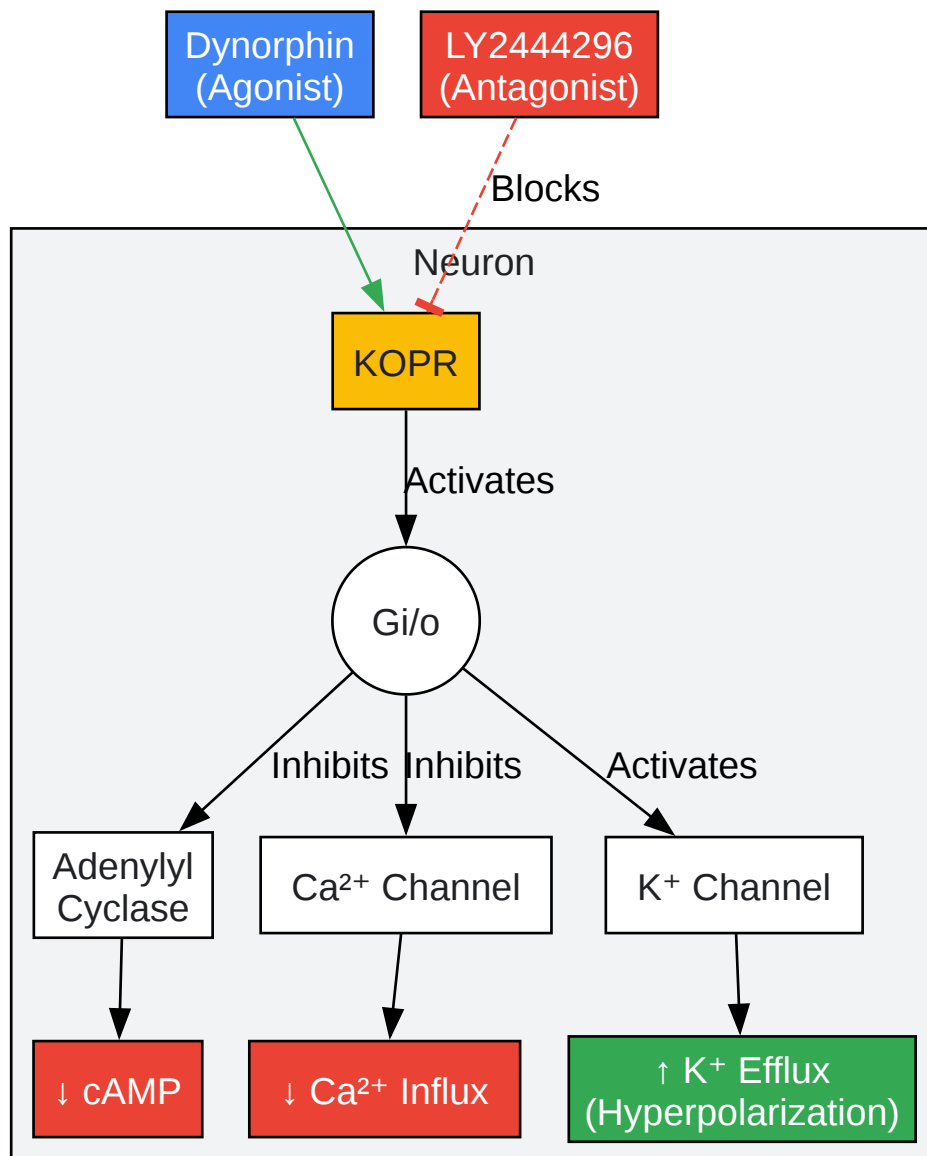 Dynorphin
(Agonist)
LY2444296
(Antagonist)
Blocks
Neuron
KOPR
Activates
Gi/o
Inhibits
Inhibits
Activates
Adenylyl
Cyclase
Ca²⁺ Channel
K⁺ Channel
↓ cAMP
↓ Ca²⁺ Influx
↑ K⁺ Efflux
(Hyperpolarization)